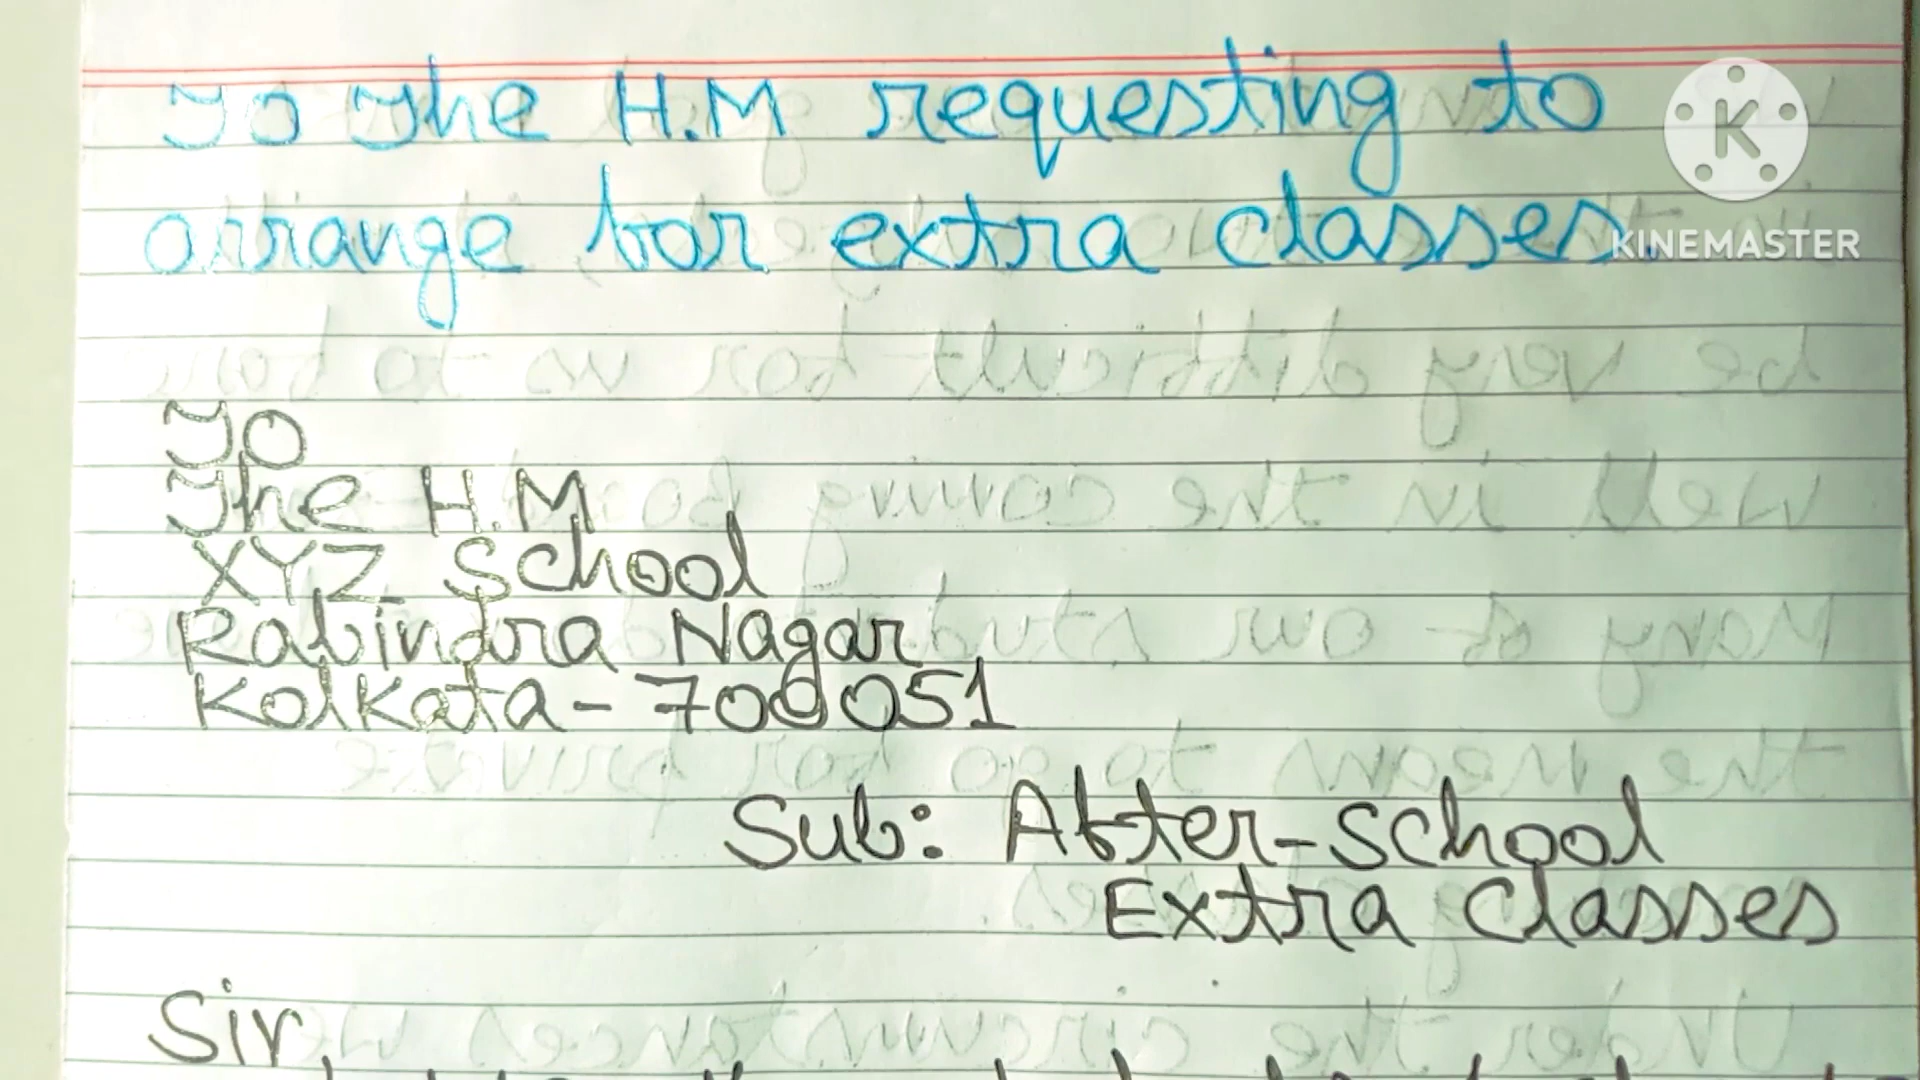 To The H.M requesting to
arrange for extra classes.
KINEMASTER
To
The H.M
XYZ School
Rabindra Nagar
Kolkata - 700051
Sub: After-School
Extra Classes
Sir,